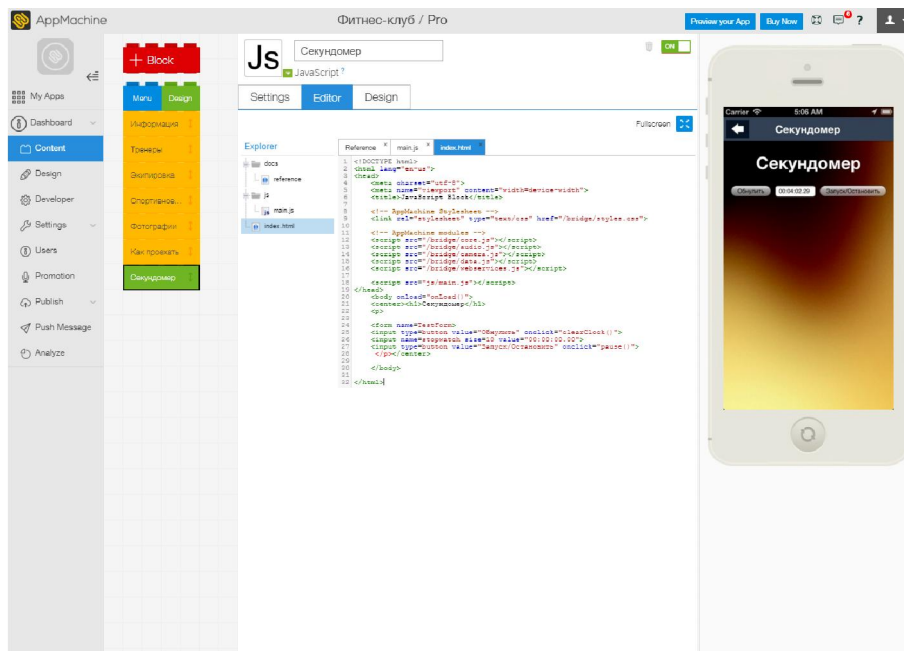 AppMachine
Фитнес-клуб / Pro
Preview your App
Buy Now
?
My Apps
Dashboard
Content
Design
Developer
Settings
Users
Promotion
Publish
Push Message
Analyze
+ Block
Menu
Design
Информация
Тренеры
Экипировка
Спортивное...
Фотографии
Как проехать
Секундомер
Js
Секундомер
JavaScript ?
ON
Settings
Editor
Design
Fullscreen
Explorer
docs
reference
js
main.js
index.html
Reference x
main.js x
index.html x
1 <!DOCTYPE html>
2 <html lang="en-us">
3 <head>
4 <meta charset="utf-8">
5 <meta name="viewport" content="width=device-width">
6 <title>JavaScript Block</title>
7
8 <!-- AppMachine Stylesheet -->
9 <link rel="stylesheet" type="text/css" href="/bridge/styles.css">
10
11 <!-- AppMachine modules -->
12 <script src="/bridge/core.js"></script>
13 <script src="/bridge/audio.js"></script>
14 <script src="/bridge/camera.js"></script>
15 <script src="/bridge/data.js"></script>
16 <script src="/bridge/webservices.js"></script>
17
18 <script src="js/main.js"></script>
19 </head>
20 <body onload="onLoad()">
21 <center><h1>Секундомер</h1>
22 <p>
23
24 <form name=TestForm>
25 <input type=button value="Обнулить" onclick="clearClock()">
26 <input name=stopwatch size=10 value="00:00:00.00">
27 <input type=button value="Запуск/Остановить" onclick="pause()">
28 </p></center>
29
30 </body>
31
32 </html>
Carrier
5:06 AM
Секундомер
Секундомер
Обнулить
00:04:02.29
Запуск/Остановить